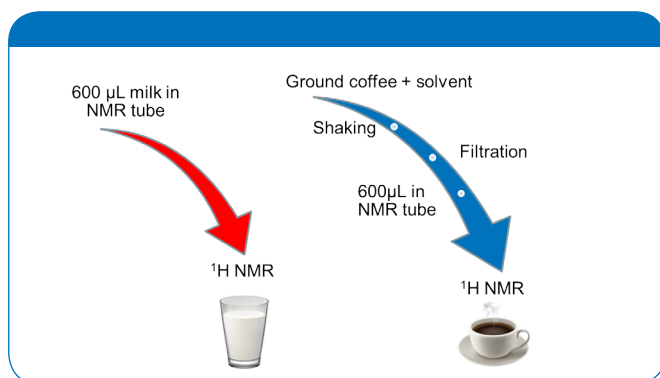 600 µL milk in
NMR tube
¹H NMR
Ground coffee + solvent
Shaking
Filtration
600µL in
NMR tube
¹H NMR